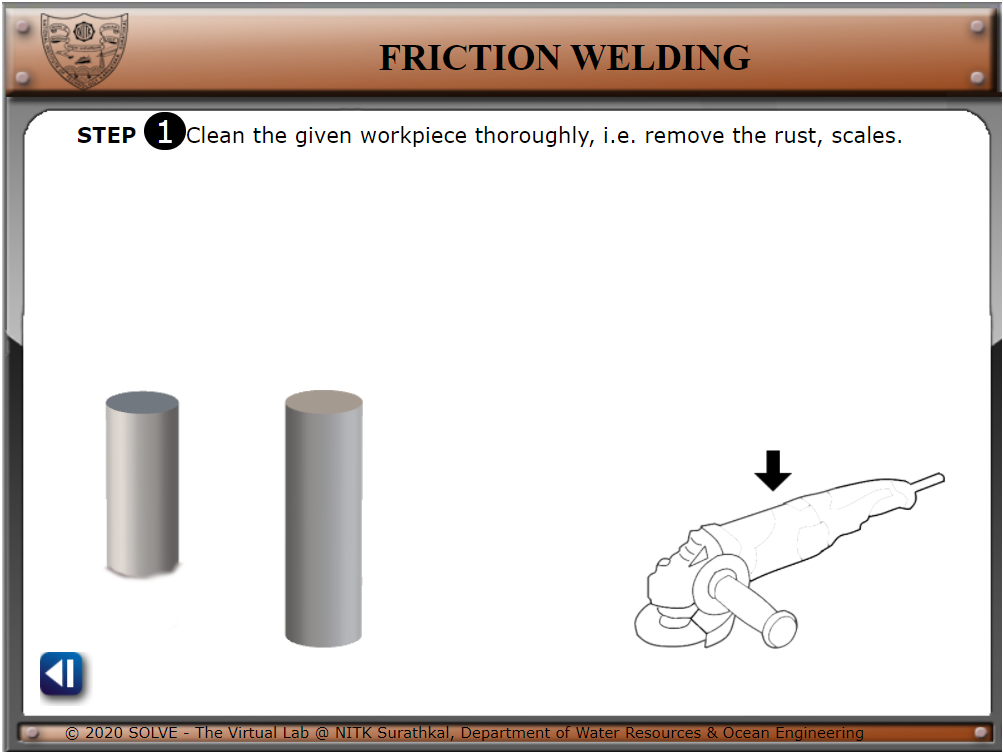 FRICTION WELDING
STEP 1 Clean the given workpiece thoroughly, i.e. remove the rust, scales.
© 2020 SOLVE - The Virtual Lab @ NITK Surathkal, Department of Water Resources & Ocean Engineering